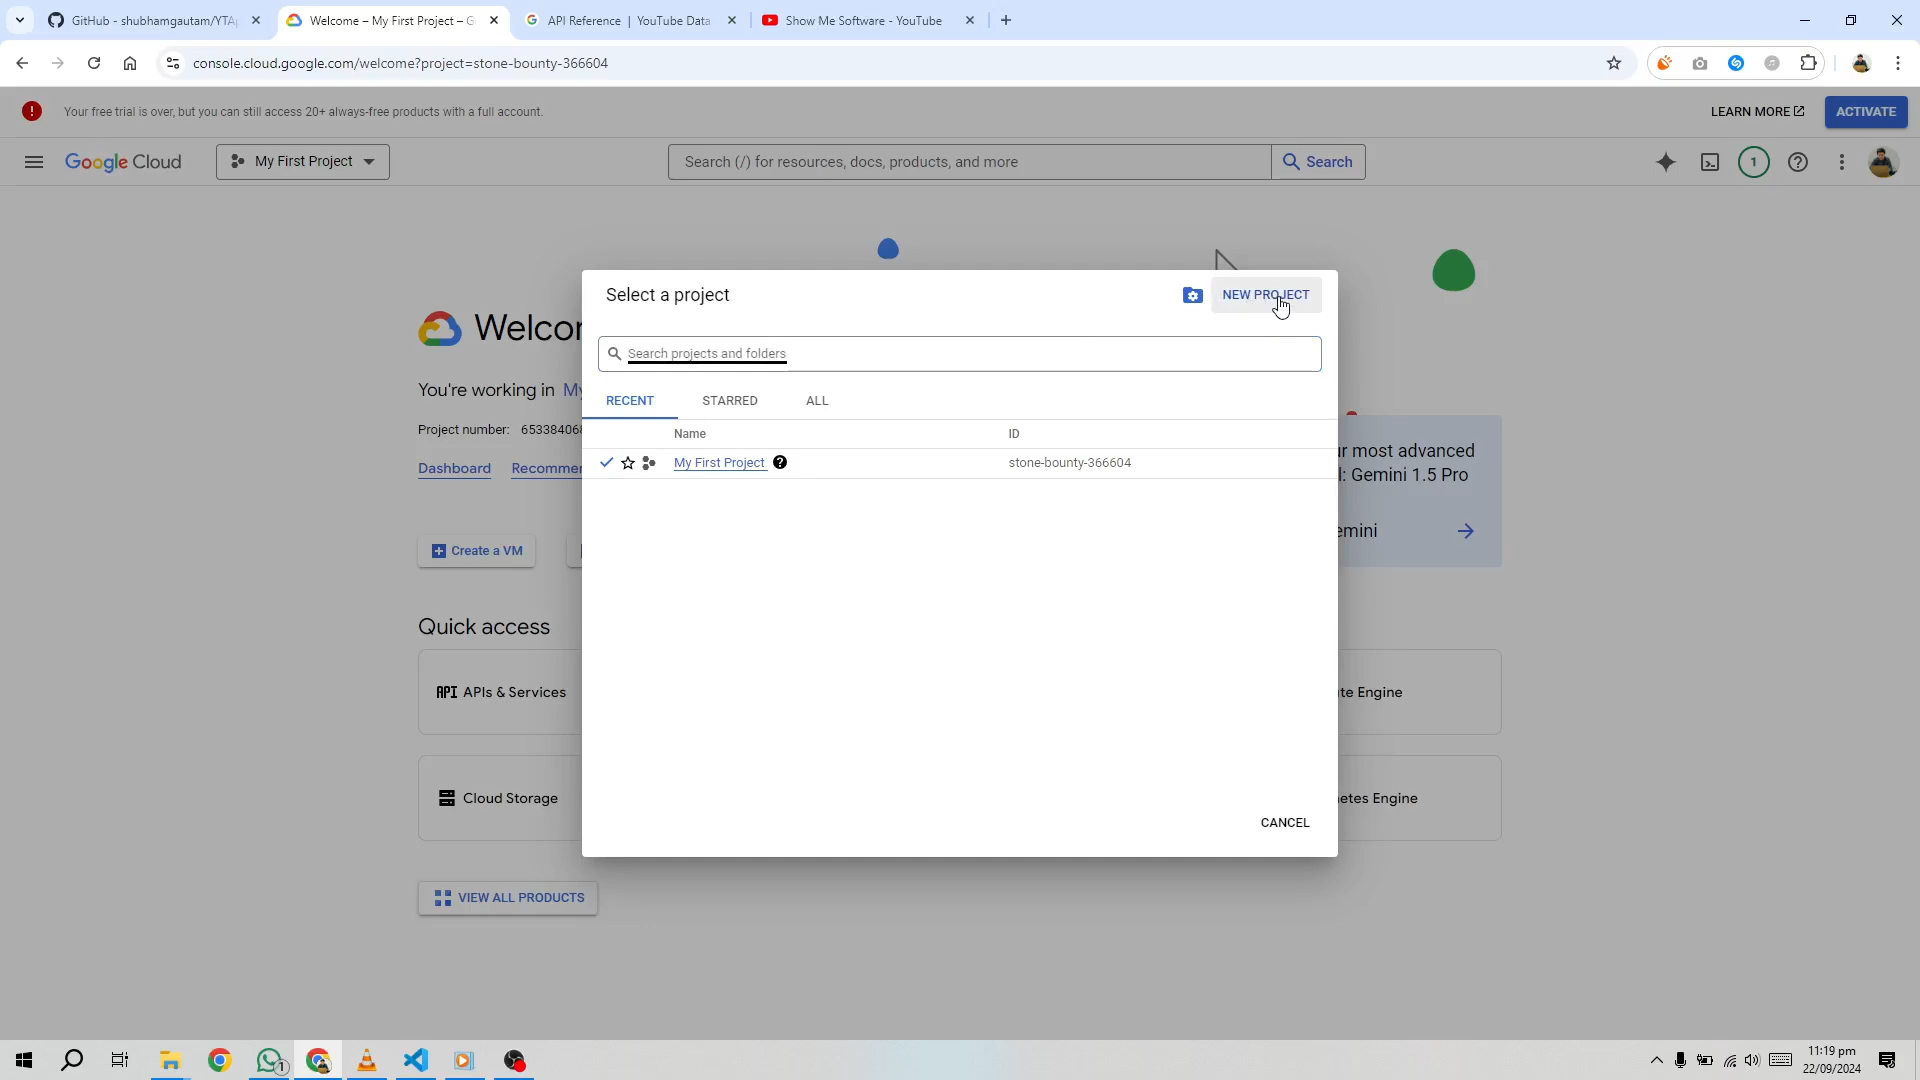 GitHub - shubhamgautam/YTAp
Welcome – My First Project – G
API Reference | YouTube Data
Show Me Software - YouTube
console.cloud.google.com/welcome?project=stone-bounty-366604
Your free trial is over, but you can still access 20+ always-free products with a full account.
LEARN MORE
ACTIVATE
Google Cloud
My First Project
Search (/) for resources, docs, products, and more
Search
1
Select a project
NEW PROJECT
Welcor
Search projects and folders
You're working in My
RECENT
STARRED
ALL
Project number: 65338406
Name
ID
ur most advanced
My First Project
stone-bounty-366604
Dashboard
Recommen
l: Gemini 1.5 Pro
emini
Create a VM
Quick access
API APIs & Services
te Engine
Cloud Storage
etes Engine
CANCEL
VIEW ALL PRODUCTS
1
11:19 pm
22/09/2024